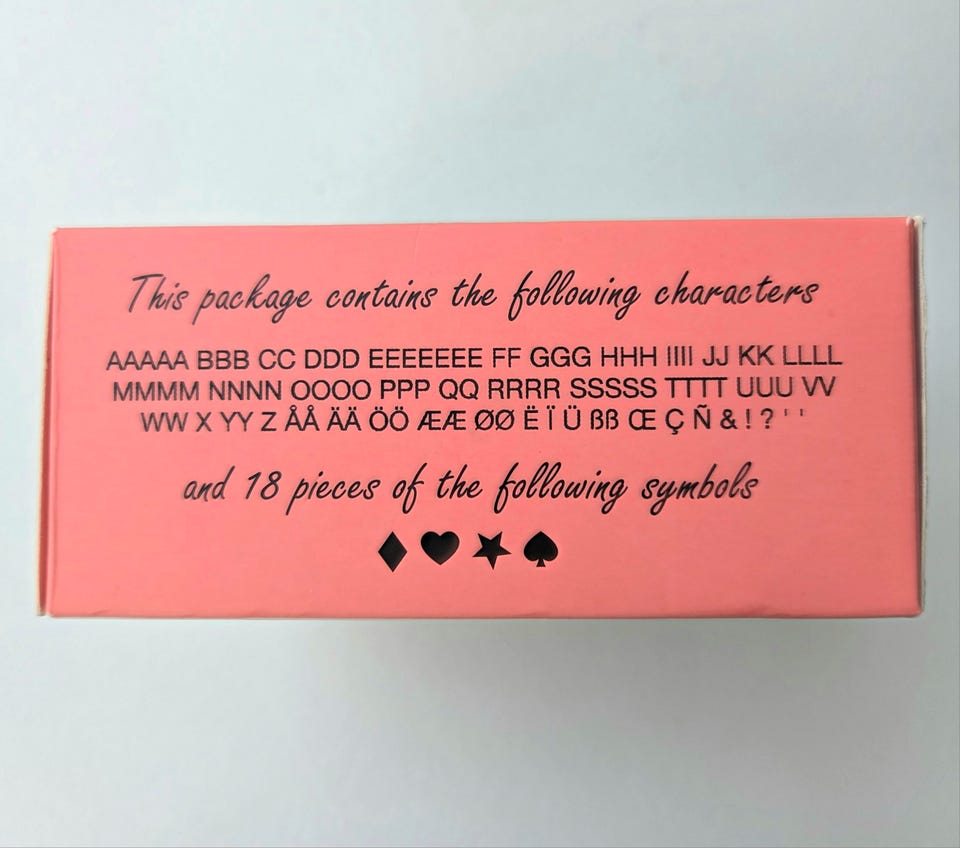 This package contains the following characters
AAAAA BBB CC DDD EEEEEEE FF GGG HHH IIII JJ KK LLLL
MMMM NNNN OOOO PPP QQ RRRR SSSSS TTTT UUU VV
WW X YY Z ÅÅ ÄÄ ÖÖ ÆÆ ØØ Ë Ï Ü ßß Œ Ç Ñ & ! ? ' '
and 18 pieces of the following symbols
♦ ♥ ★ ♠